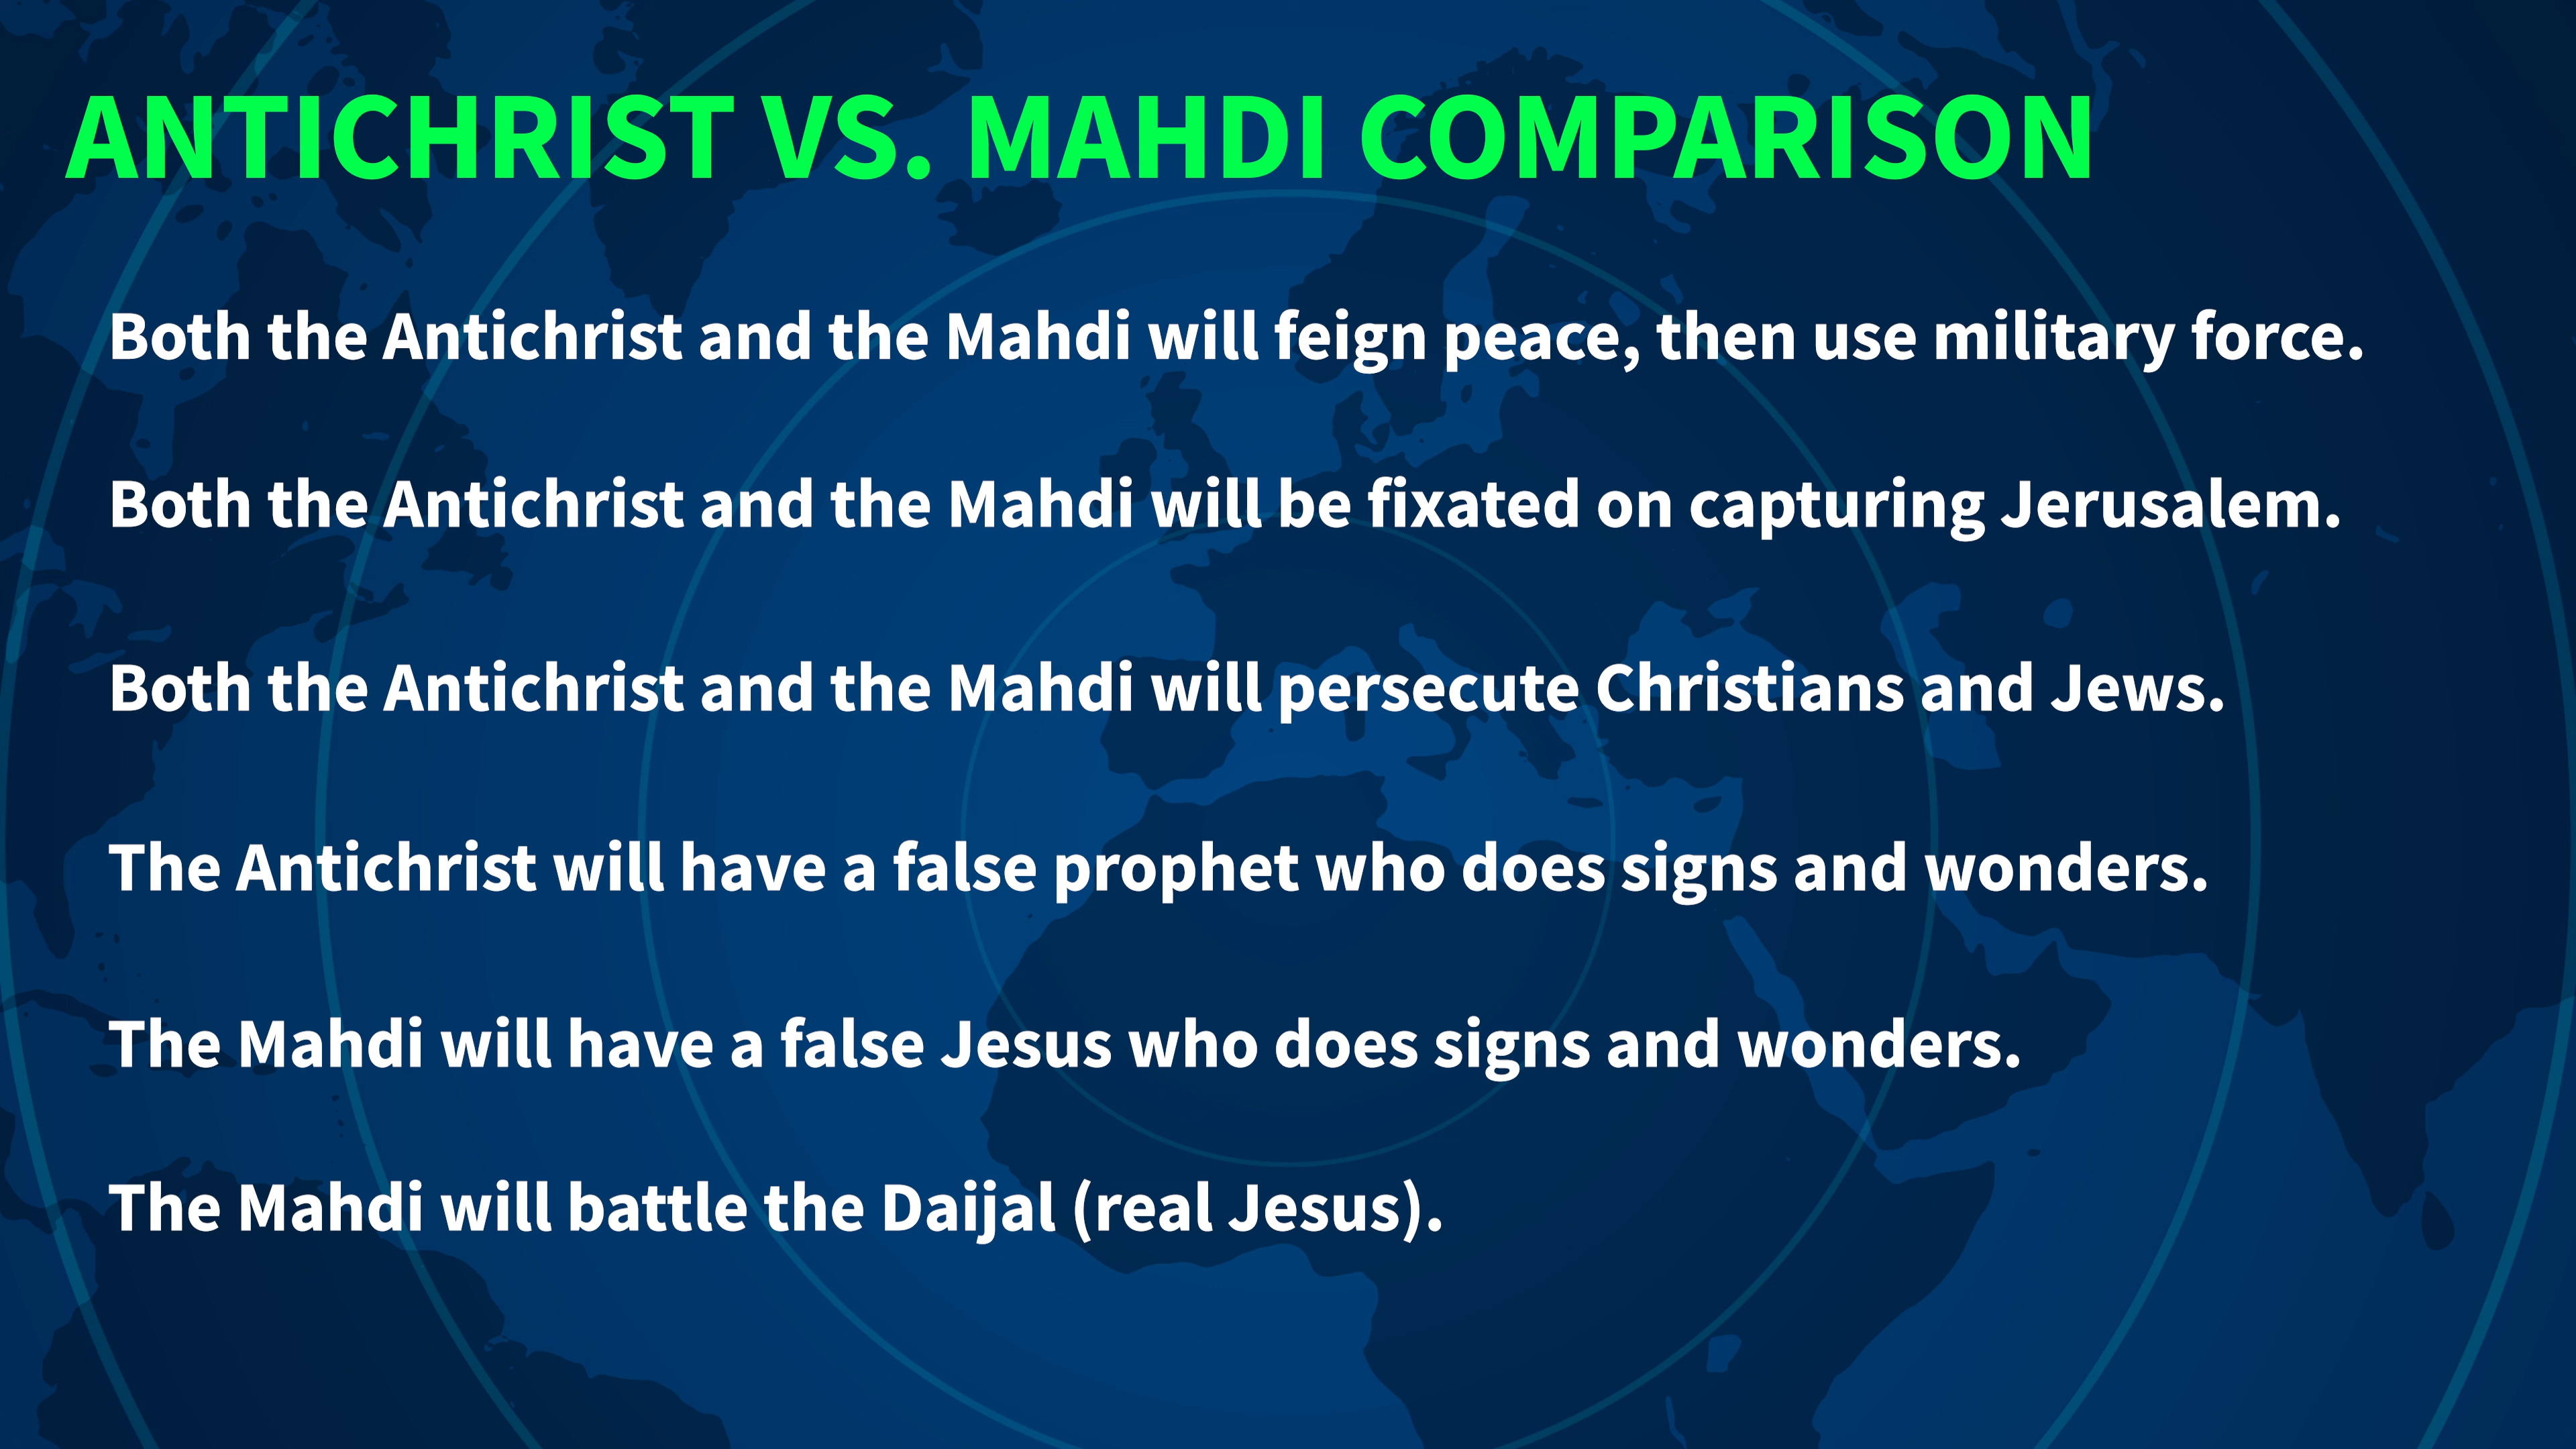 ANTICHRIST VS. MAHDI COMPARISON
Both the Antichrist and the Mahdi will feign peace, then use military force.
Both the Antichrist and the Mahdi will be fixated on capturing Jerusalem.
Both the Antichrist and the Mahdi will persecute Christians and Jews.
The Antichrist will have a false prophet who does signs and wonders.
The Mahdi will have a false Jesus who does signs and wonders.
The Mahdi will battle the Daijjal (real Jesus).